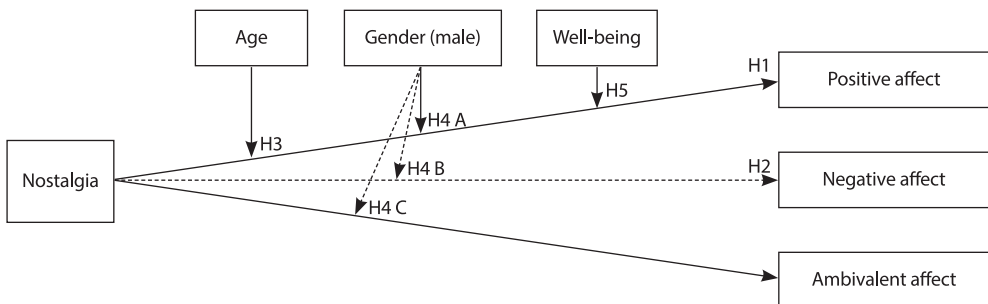 Age
Gender (male)
Well-being
H1
Positive affect
H5
H4 A
H3
Nostalgia
H4 B
H2
Negative affect
H4 C
Ambivalent affect